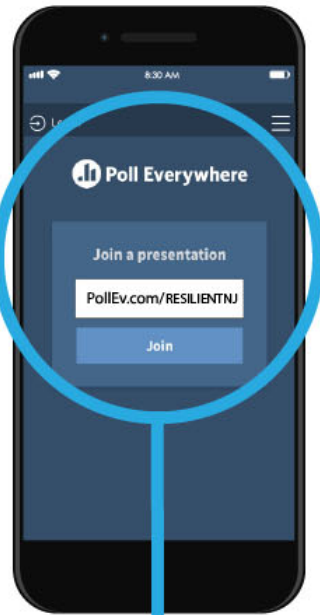 8:30 AM
Poll Everywhere
Join a presentation
PollEv.com/RESILIENTNJ
Join